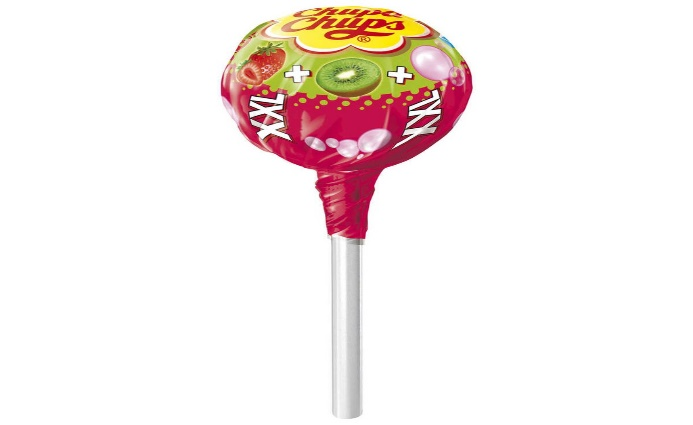 Chupa
Chups
®
+ +
XXL XXL